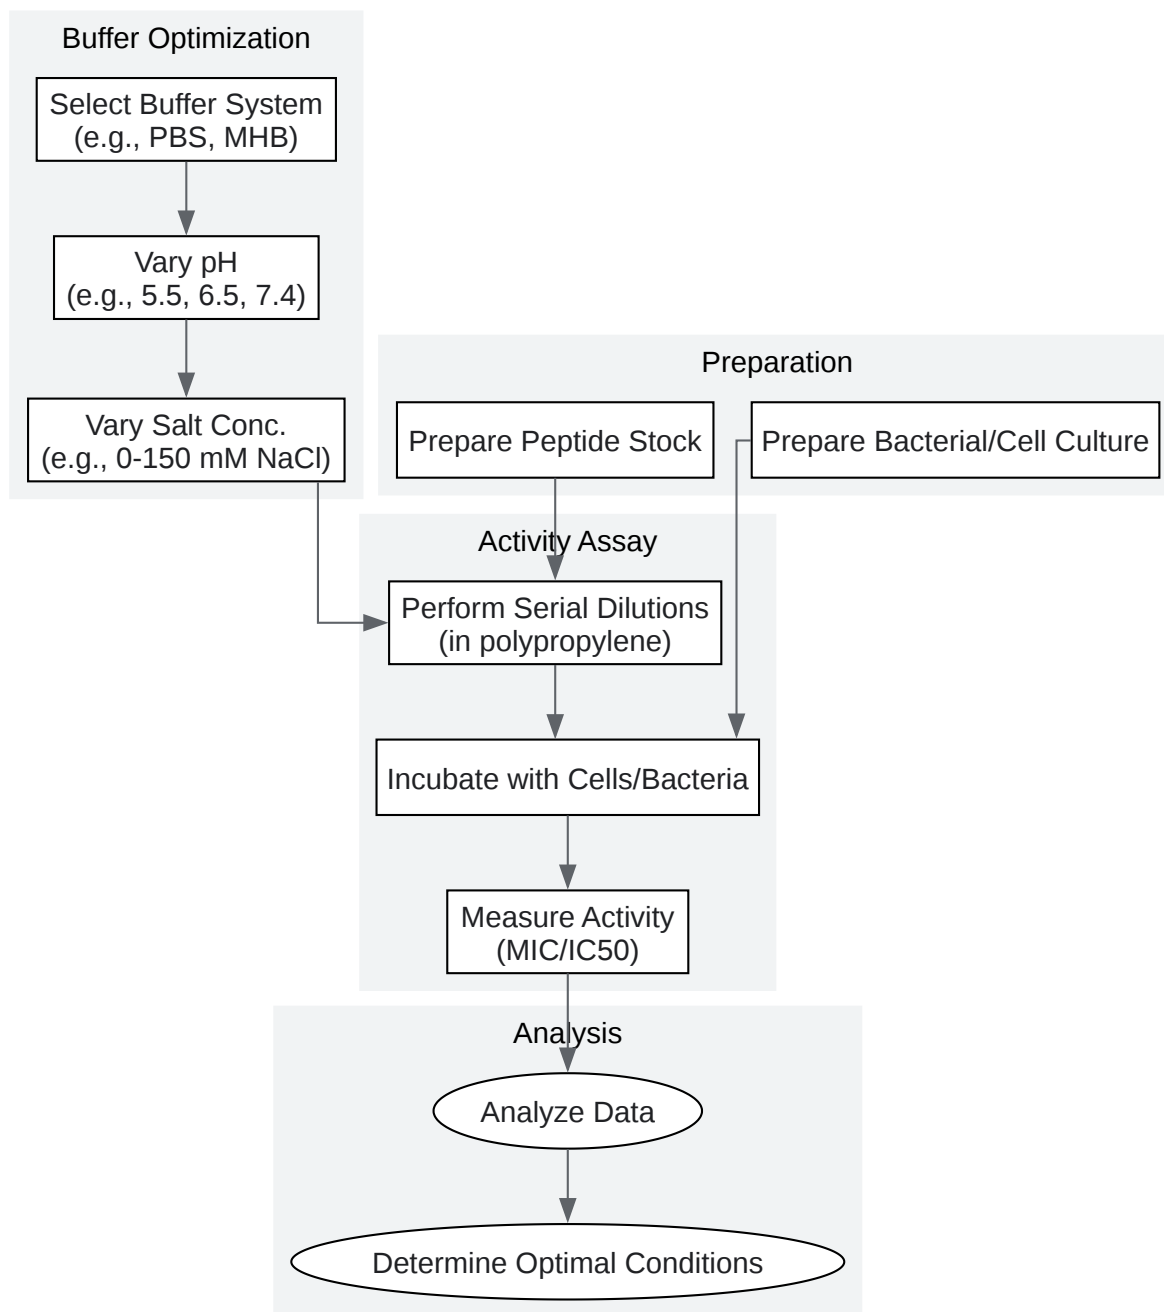 Buffer Optimization
Select Buffer System
(e.g., PBS, MHB)
Vary pH
(e.g., 5.5, 6.5, 7.4)
Vary Salt Conc.
(e.g., 0-150 mM NaCl)
Preparation
Prepare Peptide Stock
Prepare Bacterial/Cell Culture
Activity Assay
Perform Serial Dilutions
(in polypropylene)
Incubate with Cells/Bacteria
Measure Activity
(MIC/IC50)
Analysis
Analyze Data
Determine Optimal Conditions